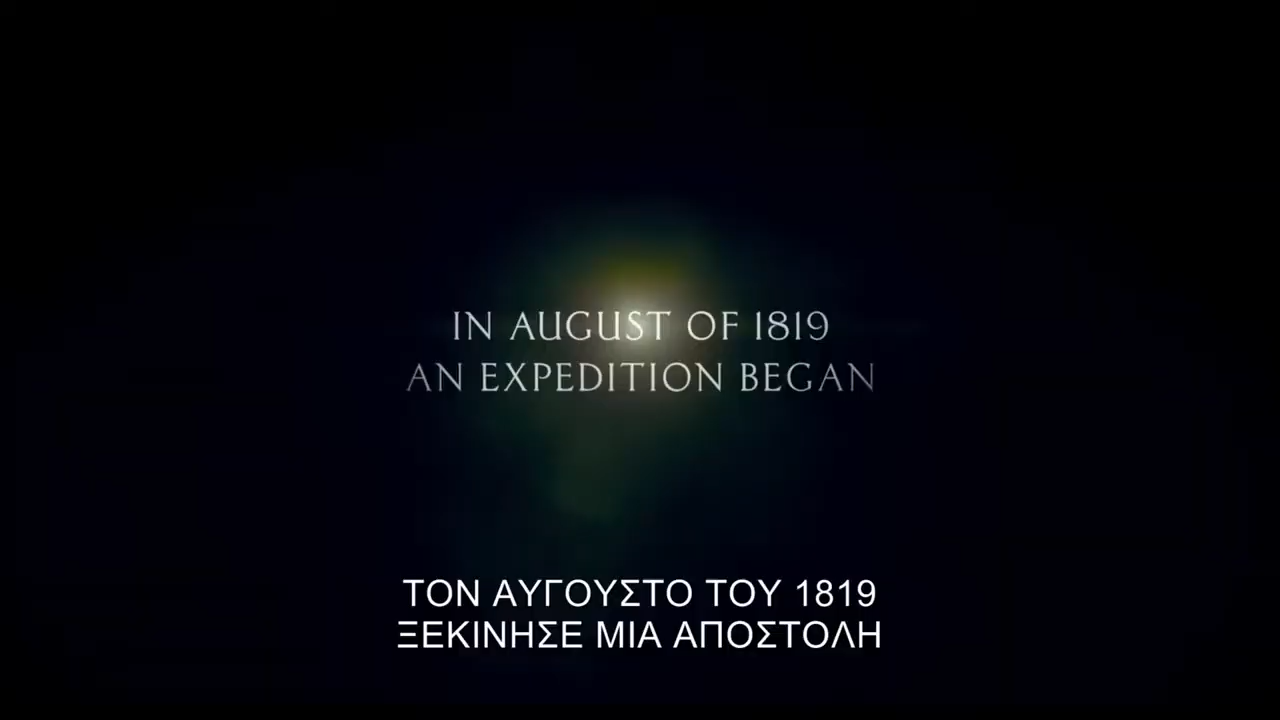 IN AUGUST OF 1819
AN EXPEDITION BEGAN
ΤΟΝ ΑΥΓΟΥΣΤΟ ΤΟΥ 1819
ΞΕΚΙΝΗΣΕ ΜΙΑ ΑΠΟΣΤΟΛΗ